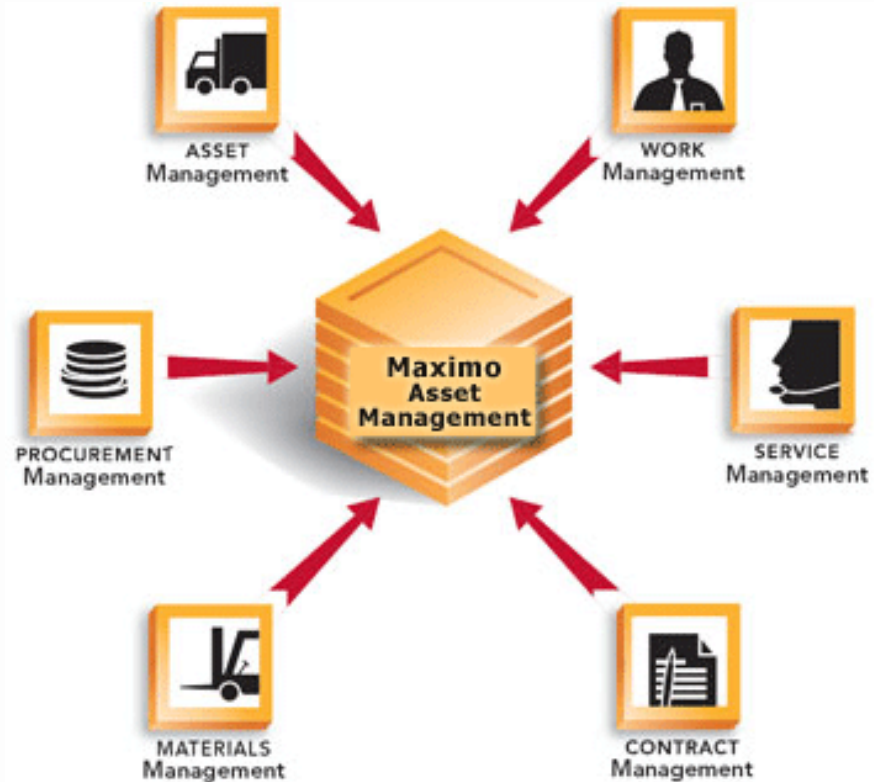 ASSET
Management
WORK
Management
Maximo
Asset
Management
PROCUREMENT
Management
SERVICE
Management
MATERIALS
Management
CONTRACT
Management